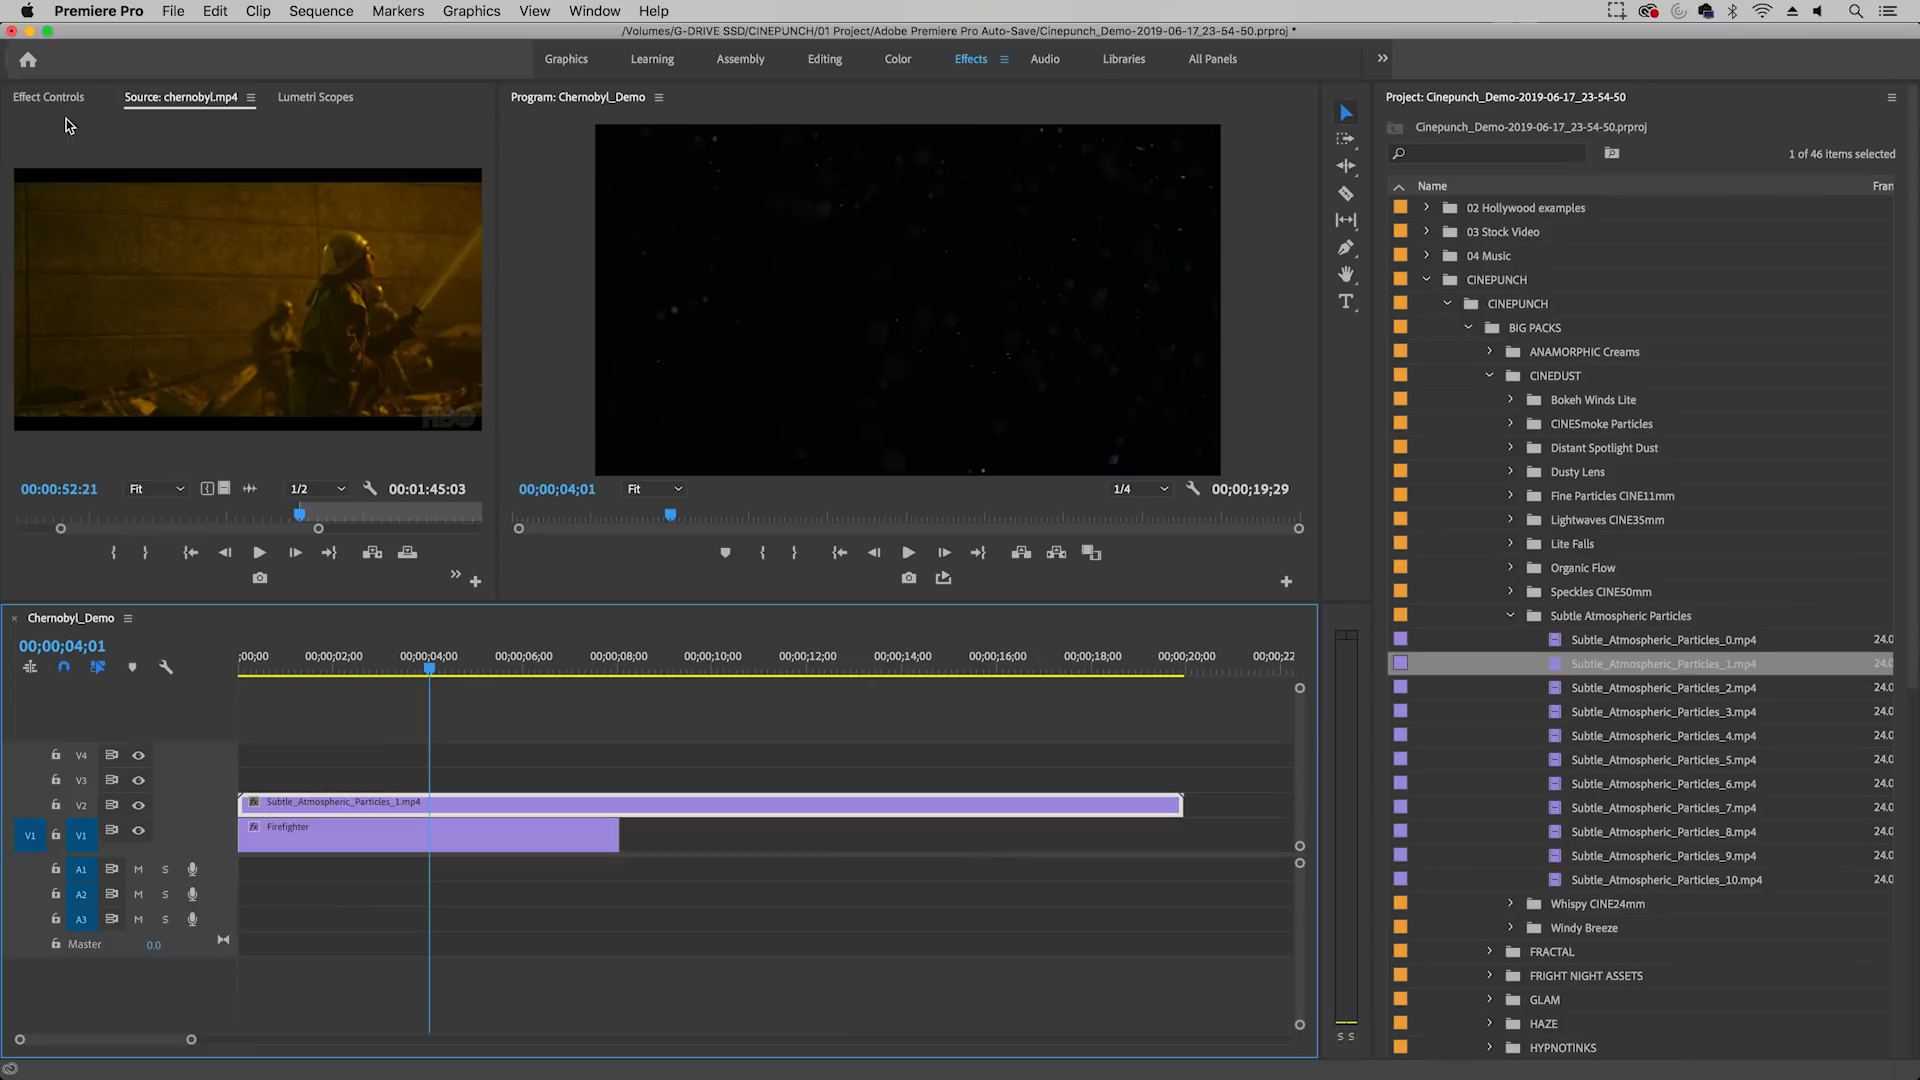 Premiere Pro File Edit Clip Sequence Markers Graphics View Window Help
/Volumes/G-DRIVE SSD/CINEPUNCH/01 Project/Adobe Premiere Pro Auto-Save/Cinepunch_Demo-2019-06-17_23-54-50.prproj *
Graphics Learning Assembly Editing Color Effects Audio Libraries All Panels
Effect Controls Source: chernobyl.mp4 Lumetri Scopes
HBO
00:00:52:21 Fit 1/2 00:01:45:03
Program: Chernobyl_Demo
00;00;04;01 Fit 1/4 00;00;19;29
Project: Cinepunch_Demo-2019-06-17_23-54-50
Cinepunch_Demo-2019-06-17_23-54-50.prproj
1 of 46 items selected
Name Fran
02 Hollywood examples
03 Stock Video
04 Music
CINEPUNCH
CINEPUNCH
BIG PACKS
ANAMORPHIC Creams
CINEDUST
Bokeh Winds Lite
CINESmoke Particles
Distant Spotlight Dust
Dusty Lens
Fine Particles CINE11mm
Lightwaves CINE35mm
Lite Falls
Organic Flow
Speckles CINE50mm
Subtle Atmospheric Particles
Subtle_Atmospheric_Particles_0.mp4 24.0
Subtle_Atmospheric_Particles_1.mp4 24.0
Subtle_Atmospheric_Particles_2.mp4 24.0
Subtle_Atmospheric_Particles_3.mp4 24.0
Subtle_Atmospheric_Particles_4.mp4 24.0
Subtle_Atmospheric_Particles_5.mp4 24.0
Subtle_Atmospheric_Particles_6.mp4 24.0
Subtle_Atmospheric_Particles_7.mp4 24.0
Subtle_Atmospheric_Particles_8.mp4 24.0
Subtle_Atmospheric_Particles_9.mp4 24.0
Subtle_Atmospheric_Particles_10.mp4 24.0
Whispy CINE24mm
Windy Breeze
FRACTAL
FRIGHT NIGHT ASSETS
GLAM
HAZE
HYPNOTINKS
Chernobyl_Demo
00;00;04;01
;00;00 00;00;02;00 00;00;04;00 00;00;06;00 00;00;08;00 00;00;10;00 00;00;12;00 00;00;14;00 00;00;16;00 00;00;18;00 00;00;20;00 00;00;22
V4
V3
V2 fx Subtle_Atmospheric_Particles_1.mp4
V1 V1 fx Firefighter
A1 M S
A2 M S
A3 M S
Master 0.0
S S